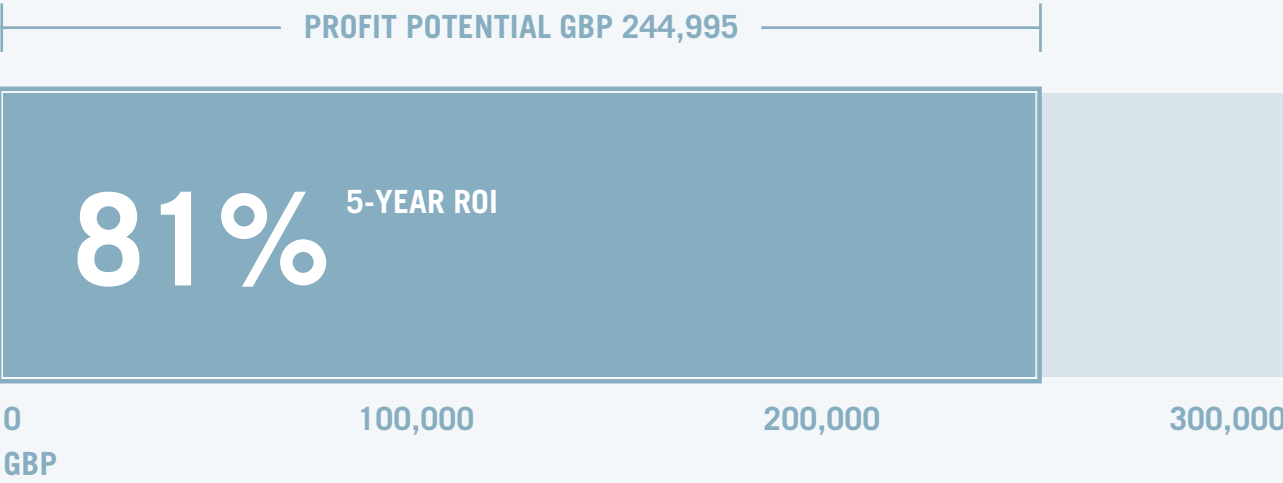 PROFIT POTENTIAL GBP 244,995
81% 5-YEAR ROI
0 100,000 200,000 300,000
GBP